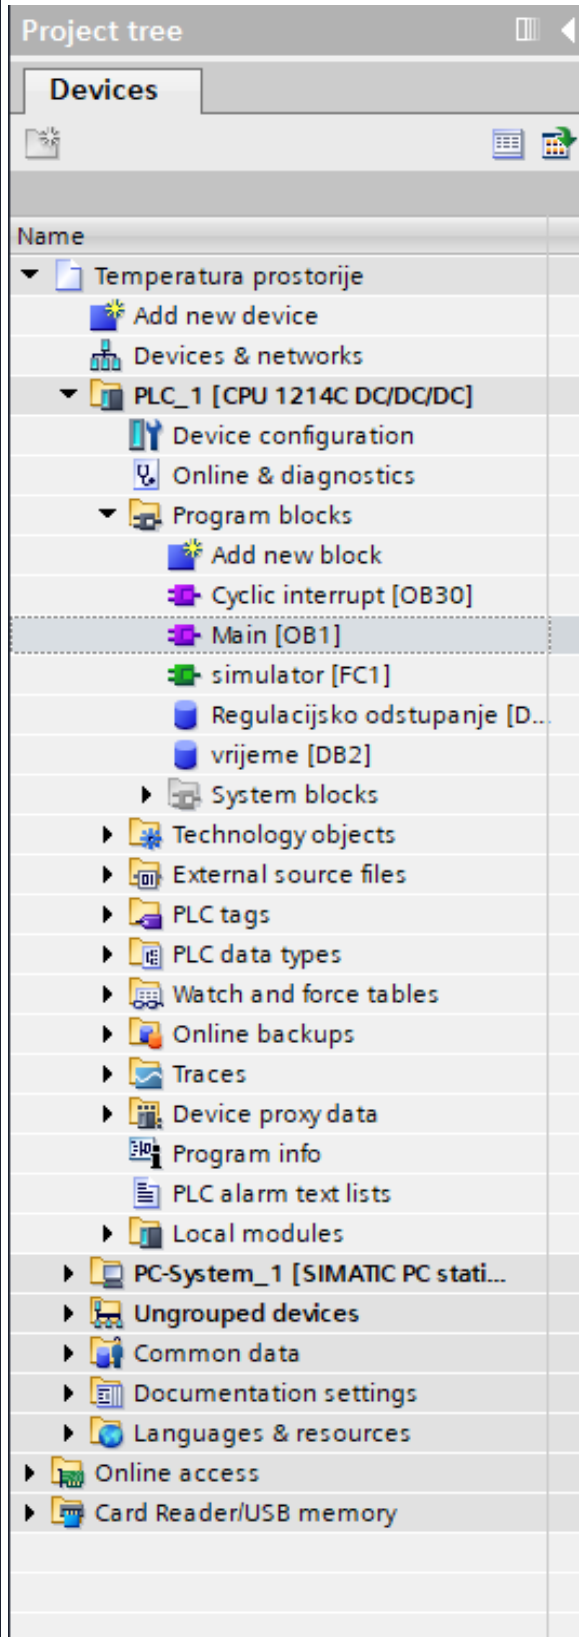 Project tree
Devices
Name
Temperatura prostorije
Add new device
Devices & networks
PLC_1 [CPU 1214C DC/DC/DC]
Device configuration
Online & diagnostics
Program blocks
Add new block
Cyclic interrupt [OB30]
Main [OB1]
simulator [FC1]
Regulacijsko odstupanje [D...
vrijeme [DB2]
System blocks
Technology objects
External source files
PLC tags
PLC data types
Watch and force tables
Online backups
Traces
Device proxy data
Program info
PLC alarm text lists
Local modules
PC-System_1 [SIMATIC PC stati...
Ungrouped devices
Common data
Documentation settings
Languages & resources
Online access
Card Reader/USB memory